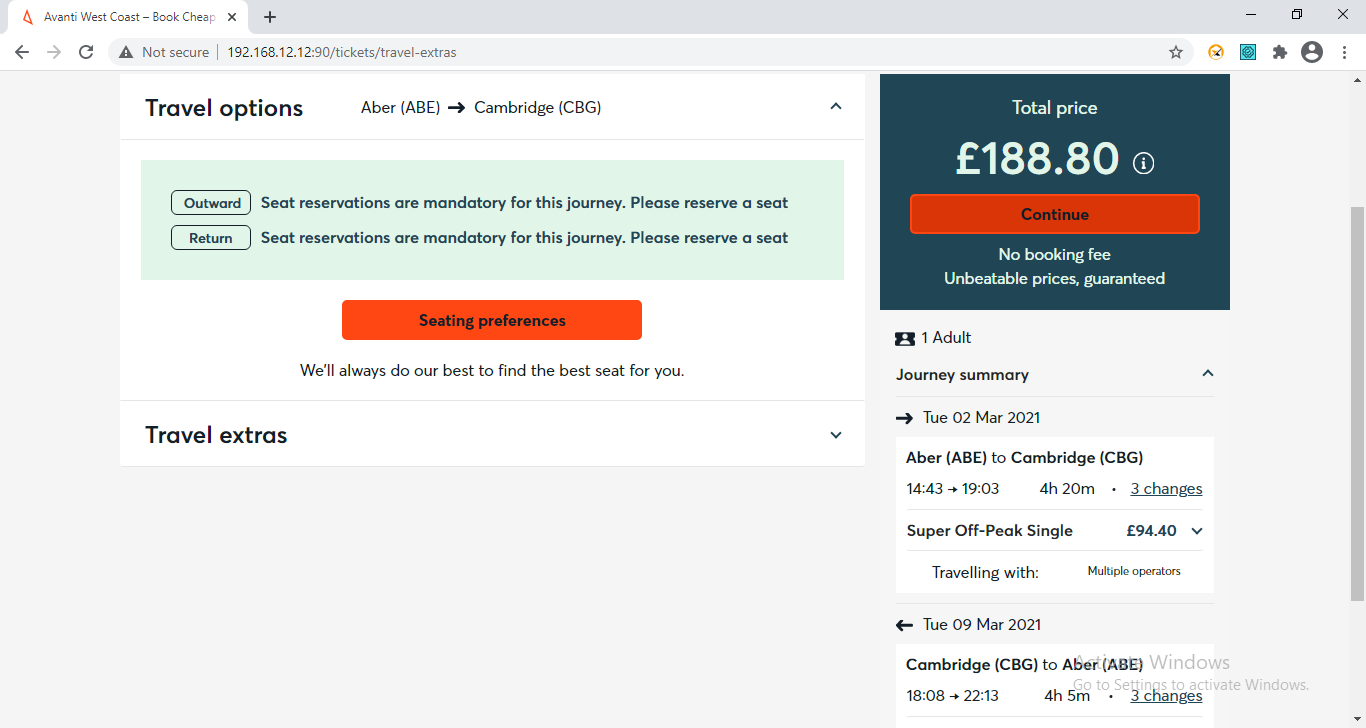 Avanti West Coast – Book Cheap
Not secure
192.168.12.12:90/tickets/travel-extras
Travel options
Aber (ABE) → Cambridge (CBG)
Outward Seat reservations are mandatory for this journey. Please reserve a seat
Return Seat reservations are mandatory for this journey. Please reserve a seat
Seating preferences
We'll always do our best to find the best seat for you.
Travel extras
Total price
£188.80
Continue
No booking fee
Unbeatable prices, guaranteed
1 Adult
Journey summary
→ Tue 02 Mar 2021
Aber (ABE) to Cambridge (CBG)
14:43 → 19:03 4h 20m · 3 changes
Super Off-Peak Single £94.40
Travelling with: Multiple operators
← Tue 09 Mar 2021
Cambridge (CBG) to Aber (ABE)
18:08 → 22:13 4h 5m · 3 changes
Activate Windows
Go to Settings to activate Windows.